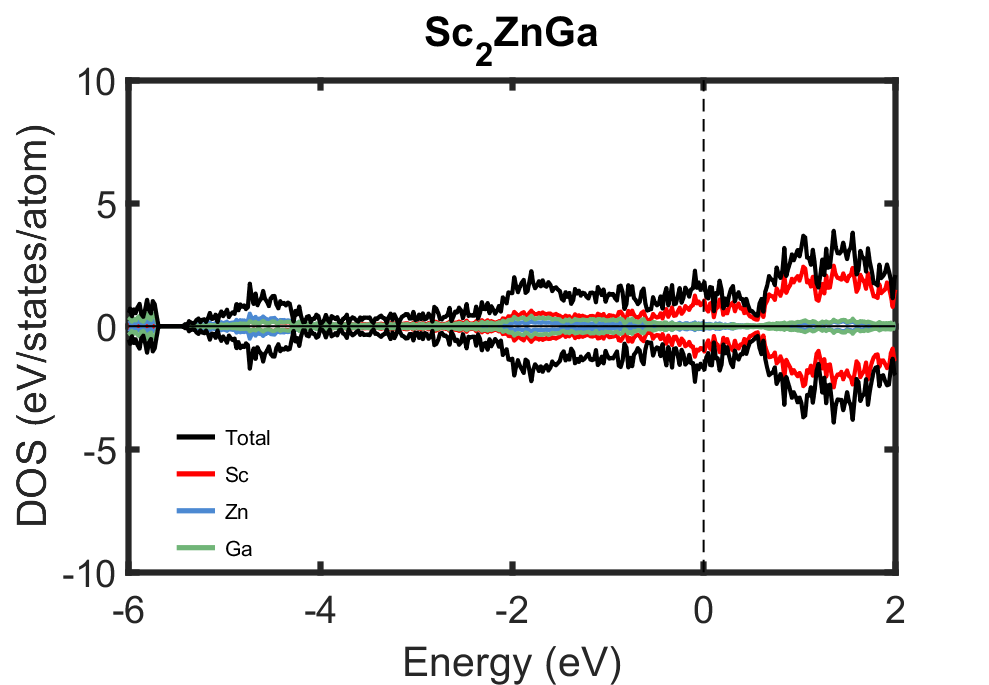 Sc₂ZnGa
10
5
0
-5
-10
DOS (eV/states/atom)
Total
Sc
Zn
Ga
-6 -4 -2 0 2
Energy (eV)